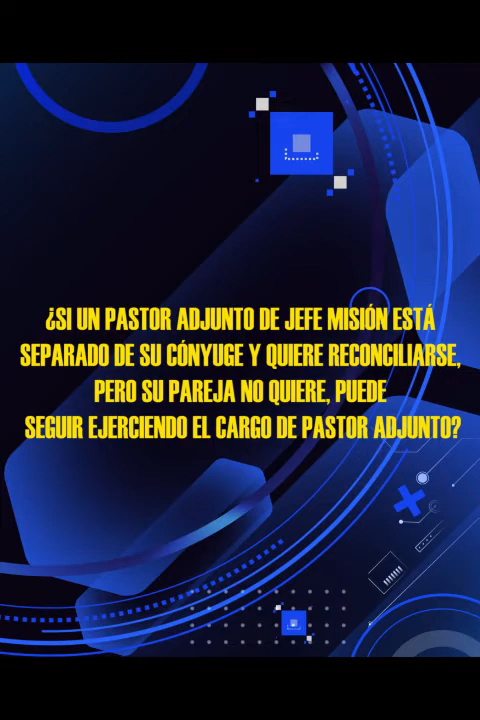 ¿SI UN PASTOR ADJUNTO DE JEFE MISIÓN ESTÁ
SEPARADO DE SU CÓNYUGE Y QUIERE RECONCILIARSE,
PERO SU PAREJA NO QUIERE, PUEDE
SEGUIR EJERCIENDO EL CARGO DE PASTOR ADJUNTO?